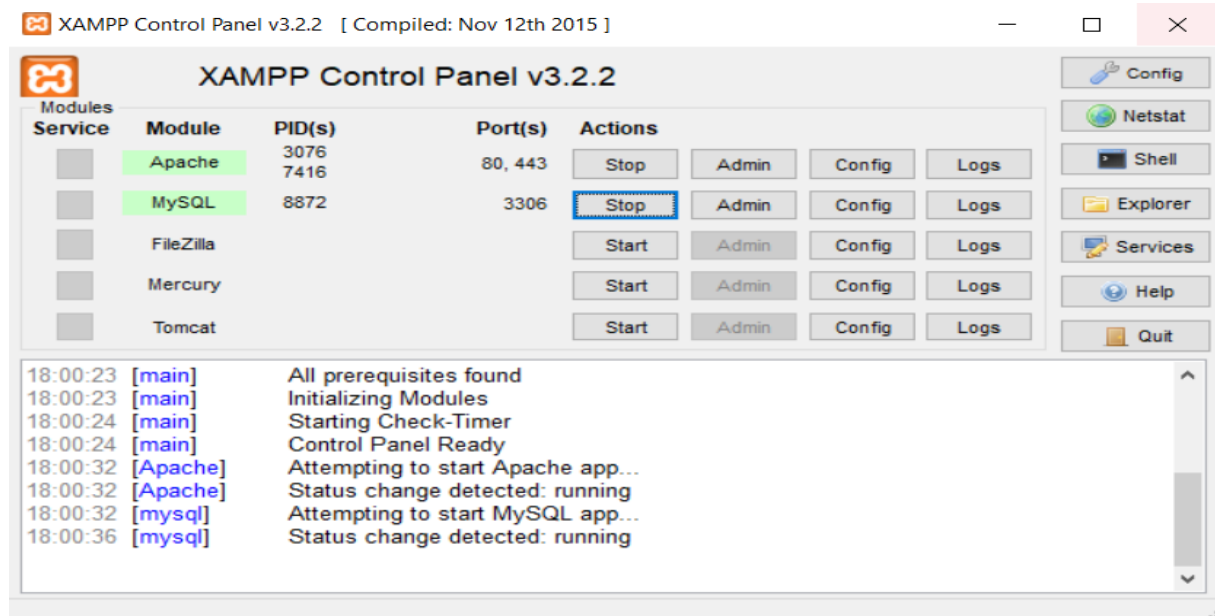 XAMPP Control Panel v3.2.2 [ Compiled: Nov 12th 2015 ]
XAMPP Control Panel v3.2.2
Config
Modules
Service Module PID(s) Port(s) Actions
Netstat
Apache 3076 7416 80, 443 Stop Admin Config Logs
Shell
MySQL 8872 3306 Stop Admin Config Logs
Explorer
FileZilla Start Admin Config Logs
Services
Mercury Start Admin Config Logs
Help
Tomcat Start Admin Config Logs
Quit
18:00:23 [main] All prerequisites found
18:00:23 [main] Initializing Modules
18:00:24 [main] Starting Check-Timer
18:00:24 [main] Control Panel Ready
18:00:32 [Apache] Attempting to start Apache app...
18:00:32 [Apache] Status change detected: running
18:00:32 [mysql] Attempting to start MySQL app...
18:00:36 [mysql] Status change detected: running